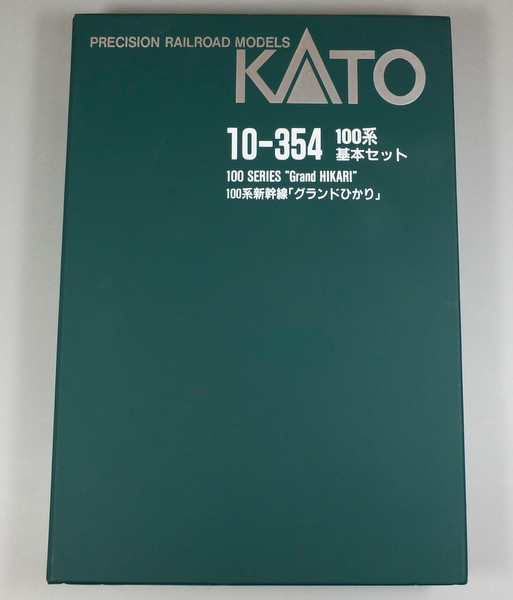 PRECISION RAILROAD MODELS
KATO
10-354 100系
基本セット
100 SERIES "Grand HIKARI"
100系新幹線「グランドひかり」